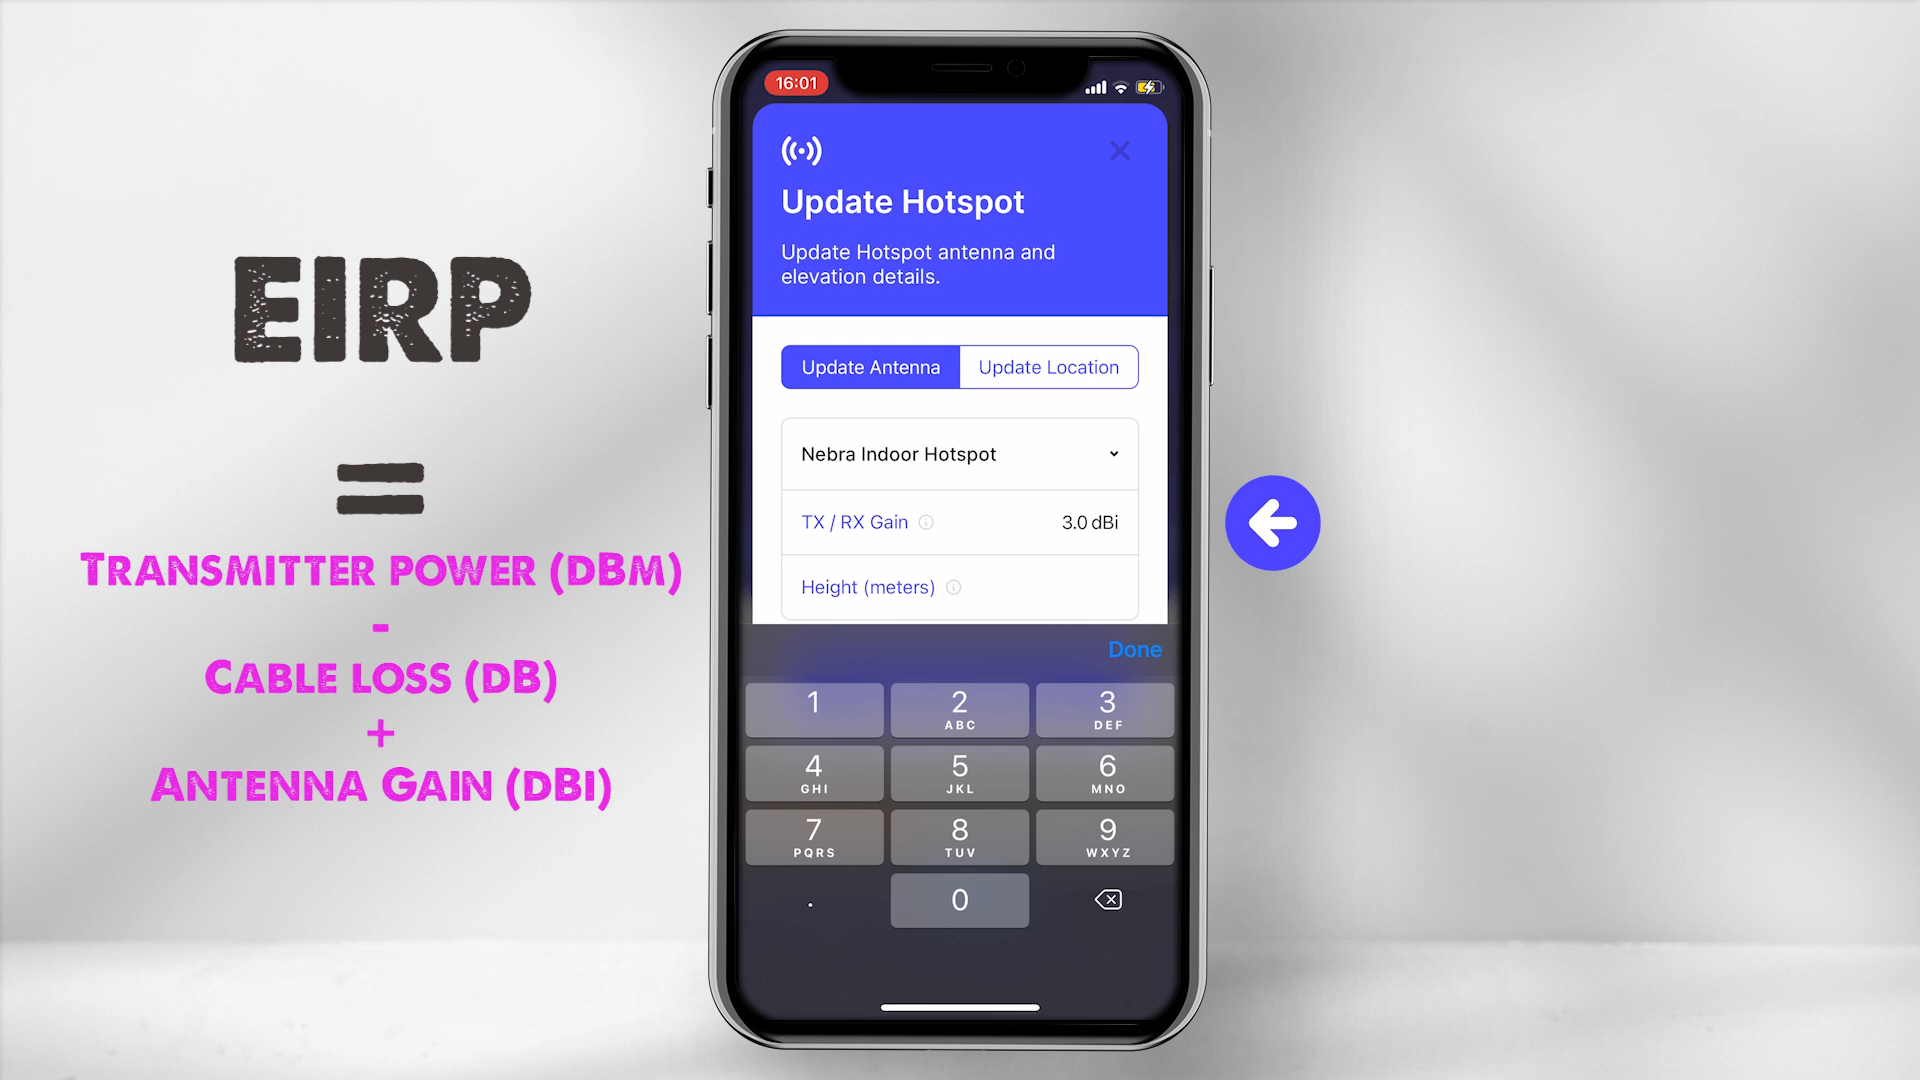 EIRP
=
Transmitter power (dBm)
-
Cable loss (dB)
+
Antenna Gain (dBi)
16:01
Update Hotspot
Update Hotspot antenna and
elevation details.
Update Antenna
Update Location
Nebra Indoor Hotspot
TX / RX Gain
3.0 dBi
Height (meters)
Done
1
2
ABC
3
DEF
4
GHI
5
JKL
6
MNO
7
PQRS
8
TUV
9
WXYZ
.
0